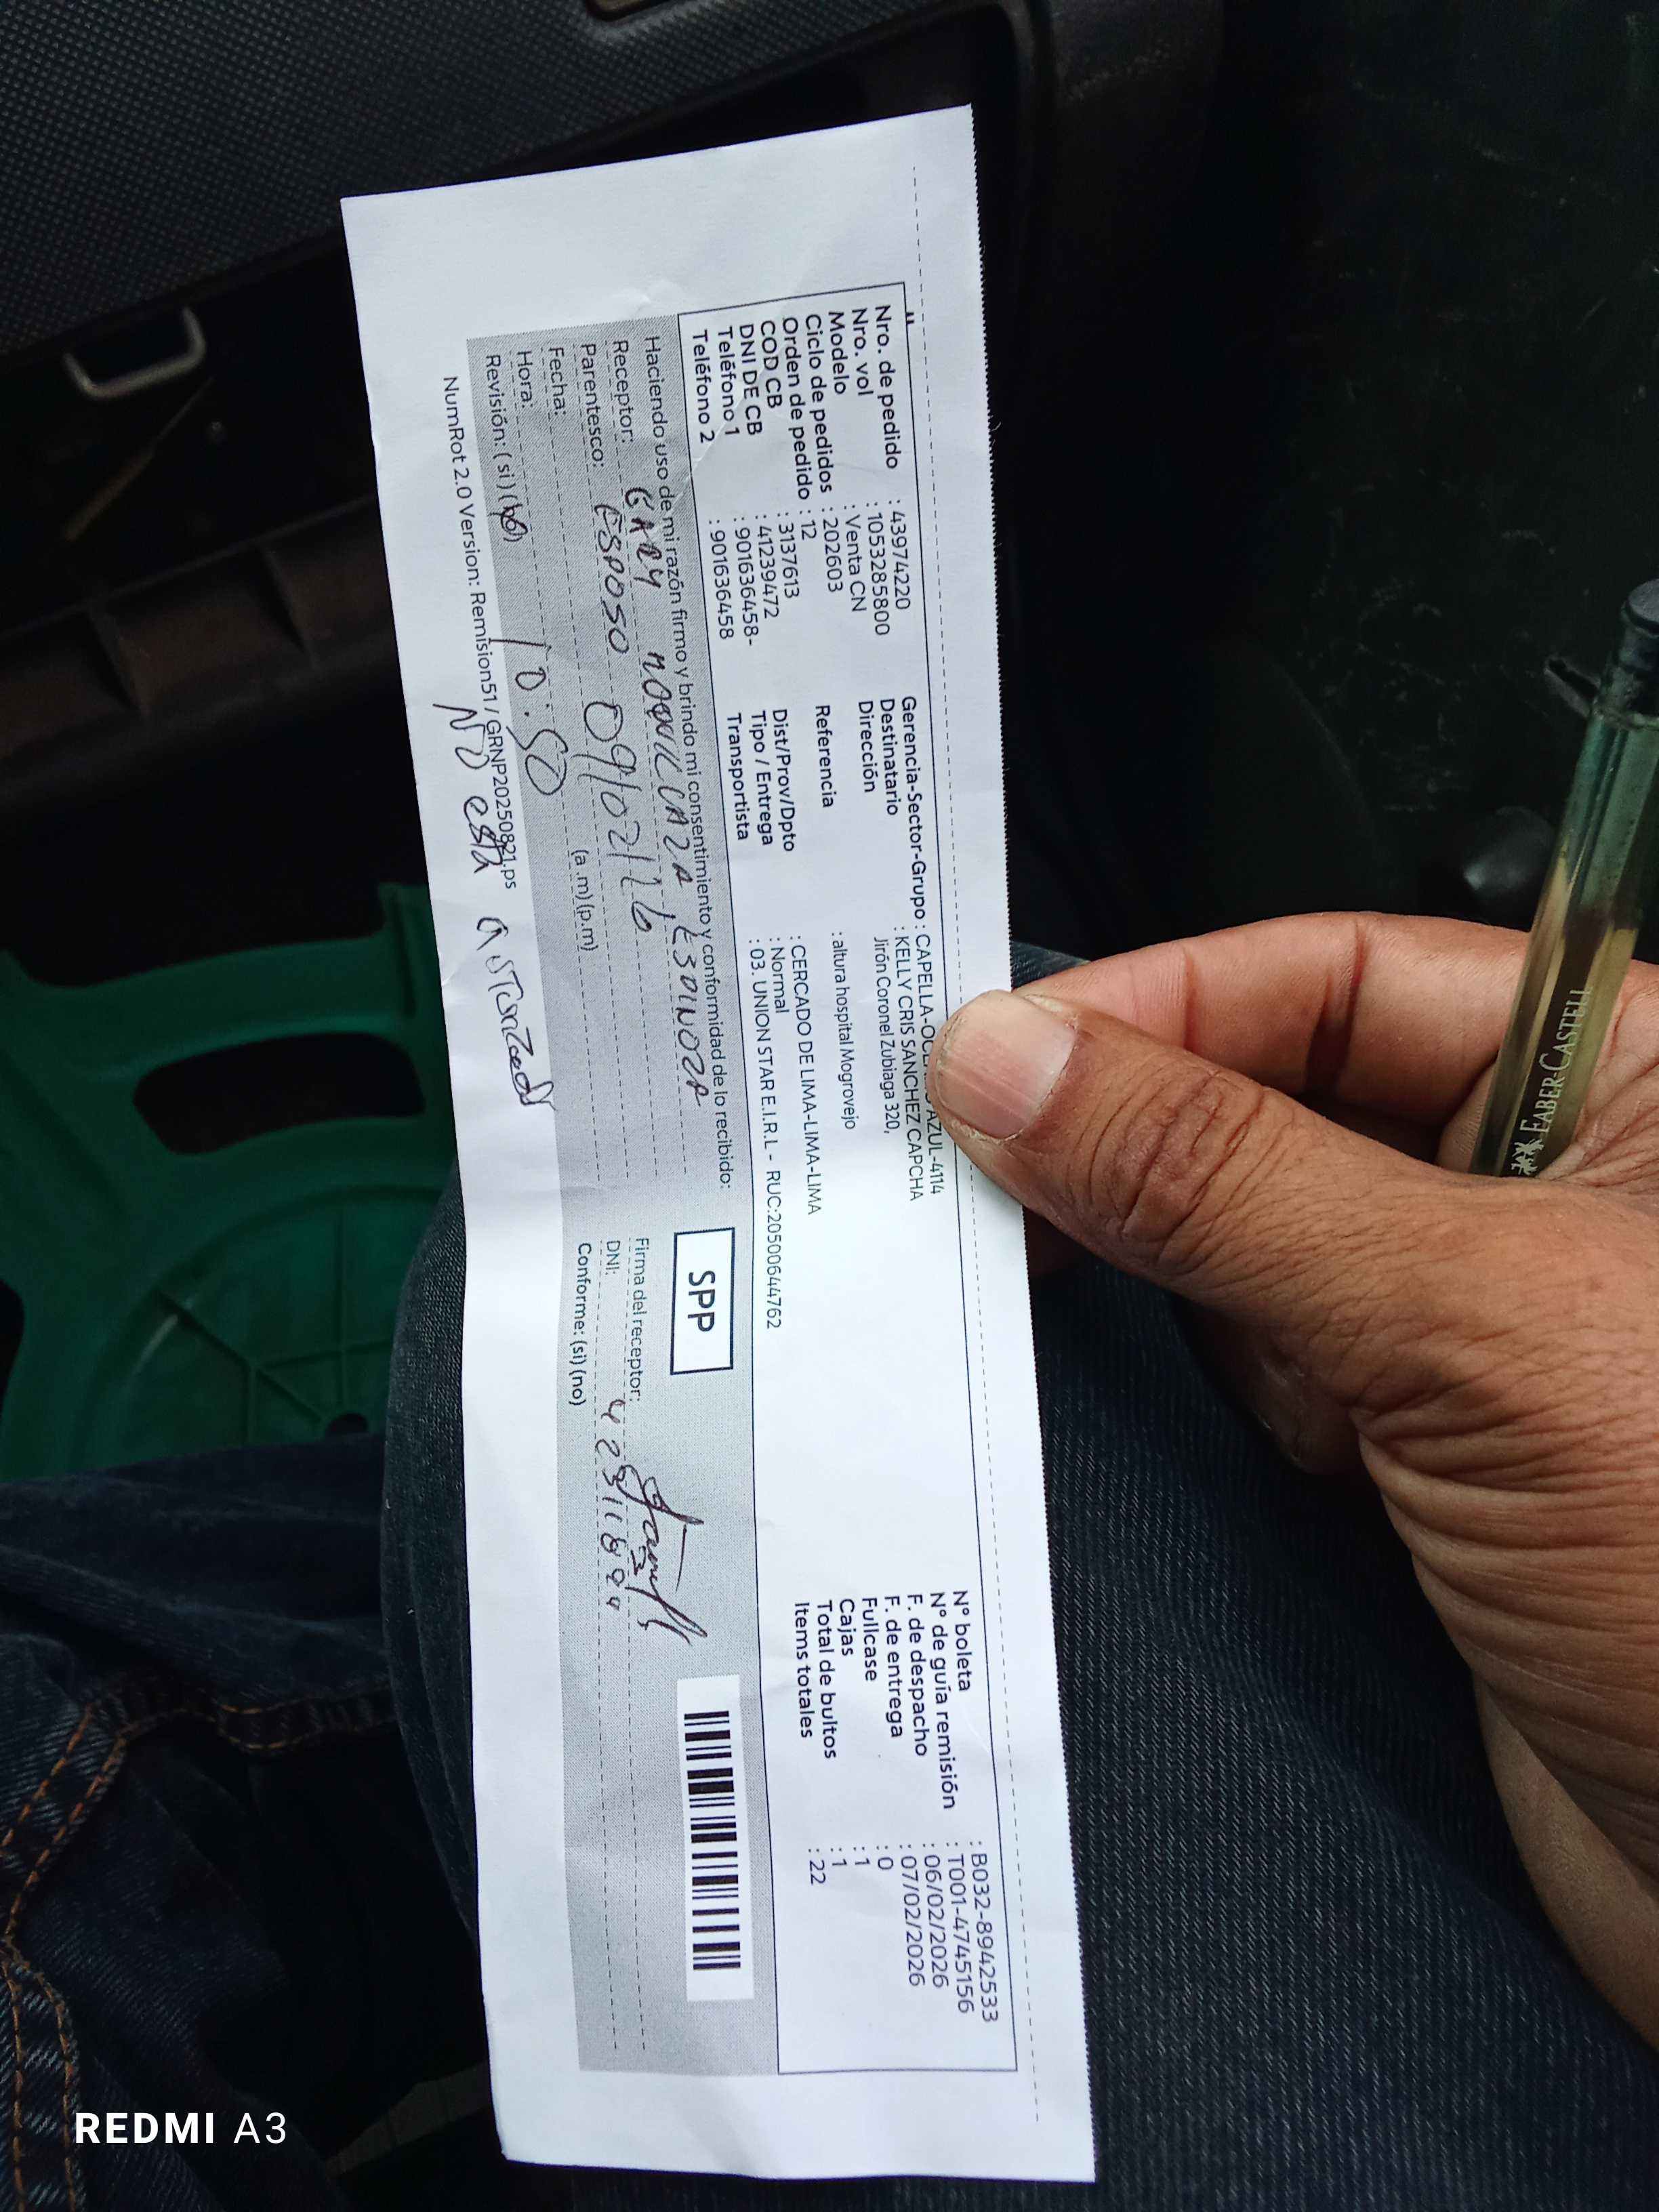 Nro. de pedido : 43974220
Nro. vol : 1053285800
Modelo : Venta CN
Ciclo de pedidos : 202603
Orden de pedido : 12
COD CB : 3137613
DNI DE CB : 41239472
Teléfono 1 : 901636458-
Teléfono 2 : 901636458
Gerencia-Sector-Grupo : CAPELLA- AZUL-4114
Destinatario : KELLY CRIS SANCHEZ CAPCHA
Dirección Jirón Coronel Zubiaga 320,
Referencia : altura hospital Mogrovejo
Dist/Prov/Dpto : CERCADO DE LIMA-LIMA-LIMA
Tipo / Entrega : Normal
Transportista : 03. UNION STAR E.I.R.L - RUC:20500644762
N° boleta : B032-8942533
N° de guía remisión : T001-4745156
F. de despacho : 06/02/2026
F. de entrega : 07/02/2026
Fullcase : 0
Cajas : 1
Total de bultos : 1
Items totales : 22
Haciendo uso de mi razón firmo y brindo mi consentimiento y conformidad de lo recibido:
Receptor: GARY ESPINOZA
Parentesco: ESPOSO
Fecha: 09/02/26
Hora: 10.50 (a.m) (p.m)
Revisión: ( si ) (no)
SPP
Firma del receptor:
DNI:
Conforme: (si) (no)
NumRot 2.0 Version: Remision51 / GRNP20250821.ps
No esta
FABER CASTELL
REDMI A3